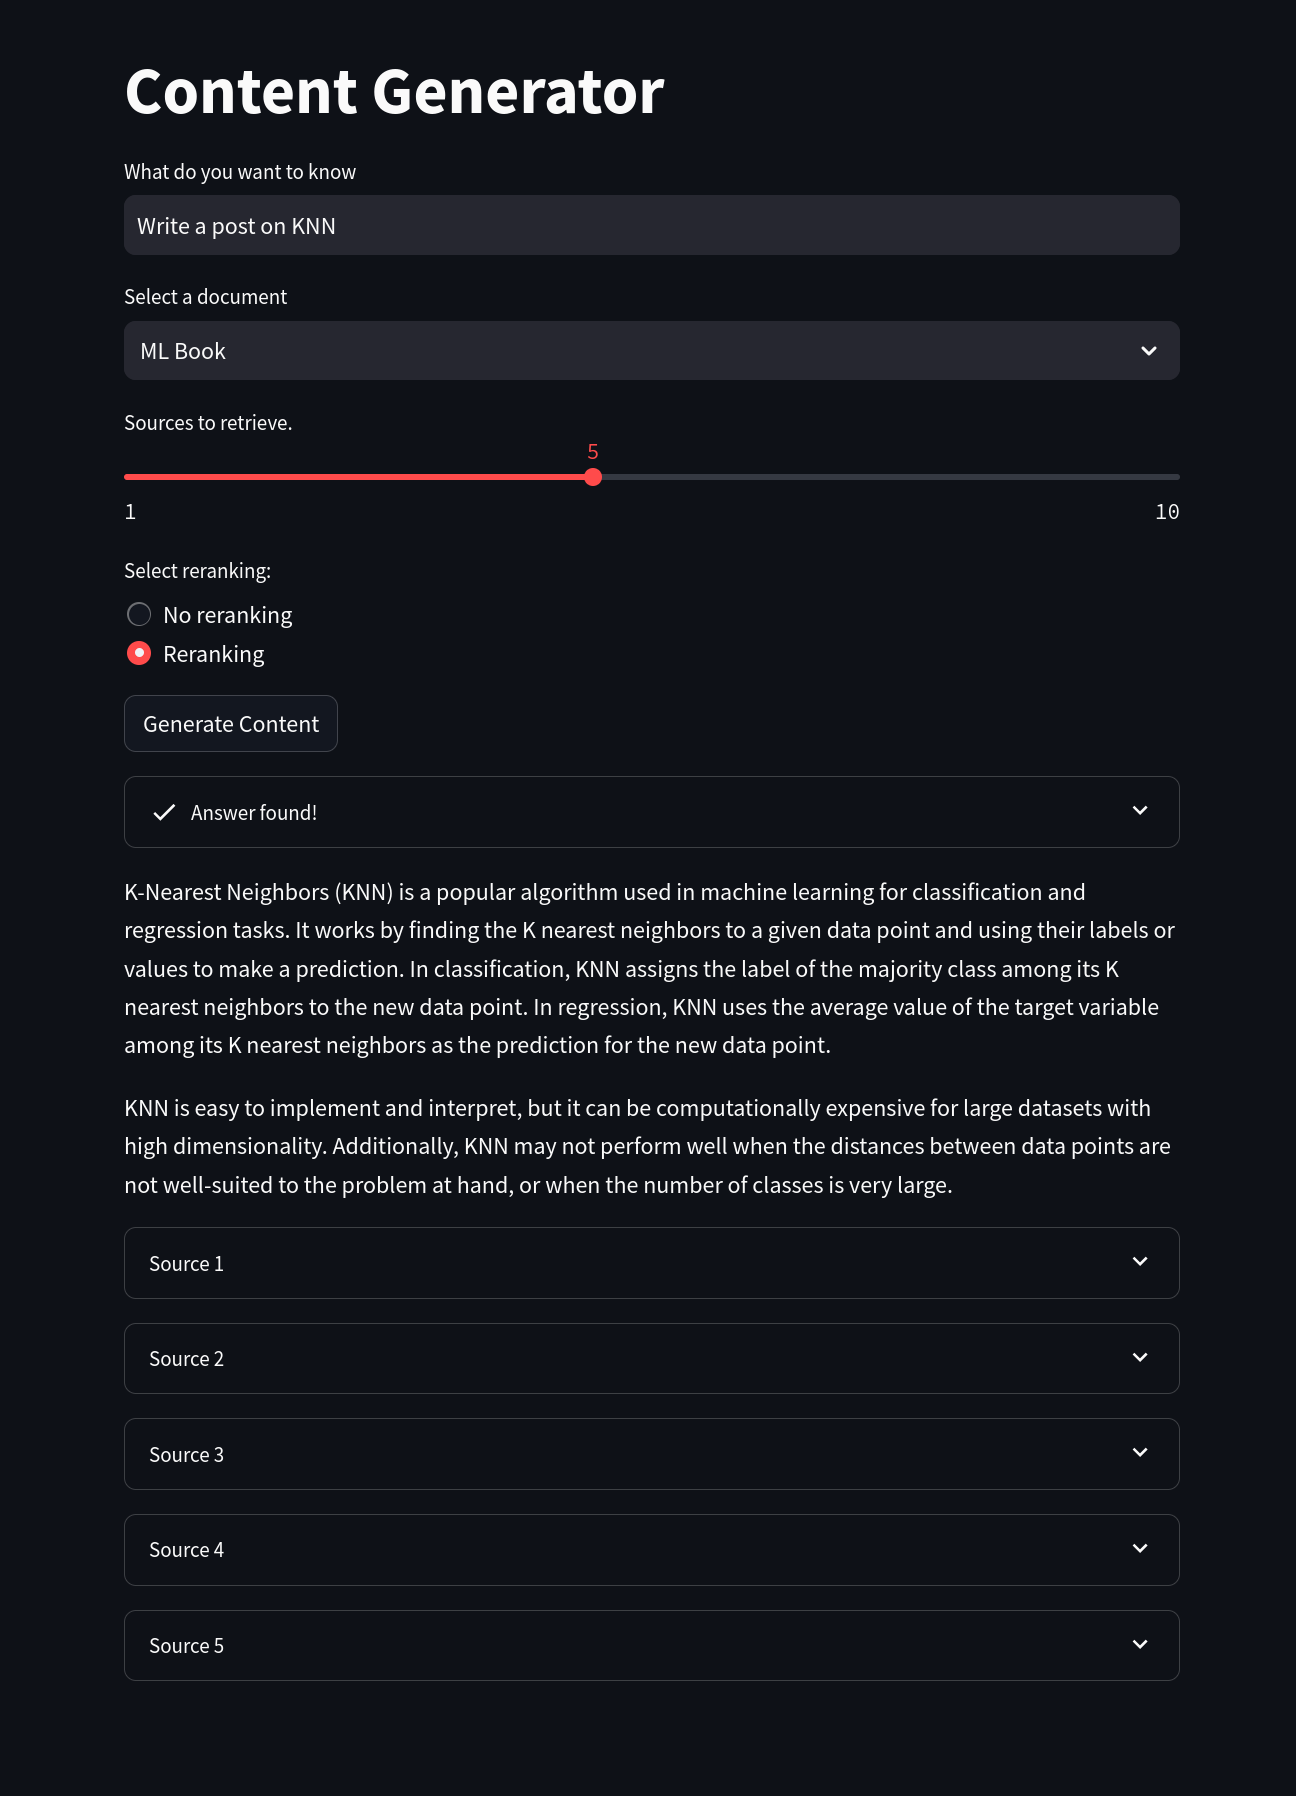 Content Generator
What do you want to know
Write a post on KNN
Select a document
ML Book
Sources to retrieve.
5
1
10
Select reranking:
No reranking
Reranking
Generate Content
Answer found!
K-Nearest Neighbors (KNN) is a popular algorithm used in machine learning for classification and
regression tasks. It works by finding the K nearest neighbors to a given data point and using their labels or
values to make a prediction. In classification, KNN assigns the label of the majority class among its K
nearest neighbors to the new data point. In regression, KNN uses the average value of the target variable
among its K nearest neighbors as the prediction for the new data point.
KNN is easy to implement and interpret, but it can be computationally expensive for large datasets with
high dimensionality. Additionally, KNN may not perform well when the distances between data points are
not well-suited to the problem at hand, or when the number of classes is very large.
Source 1
Source 2
Source 3
Source 4
Source 5